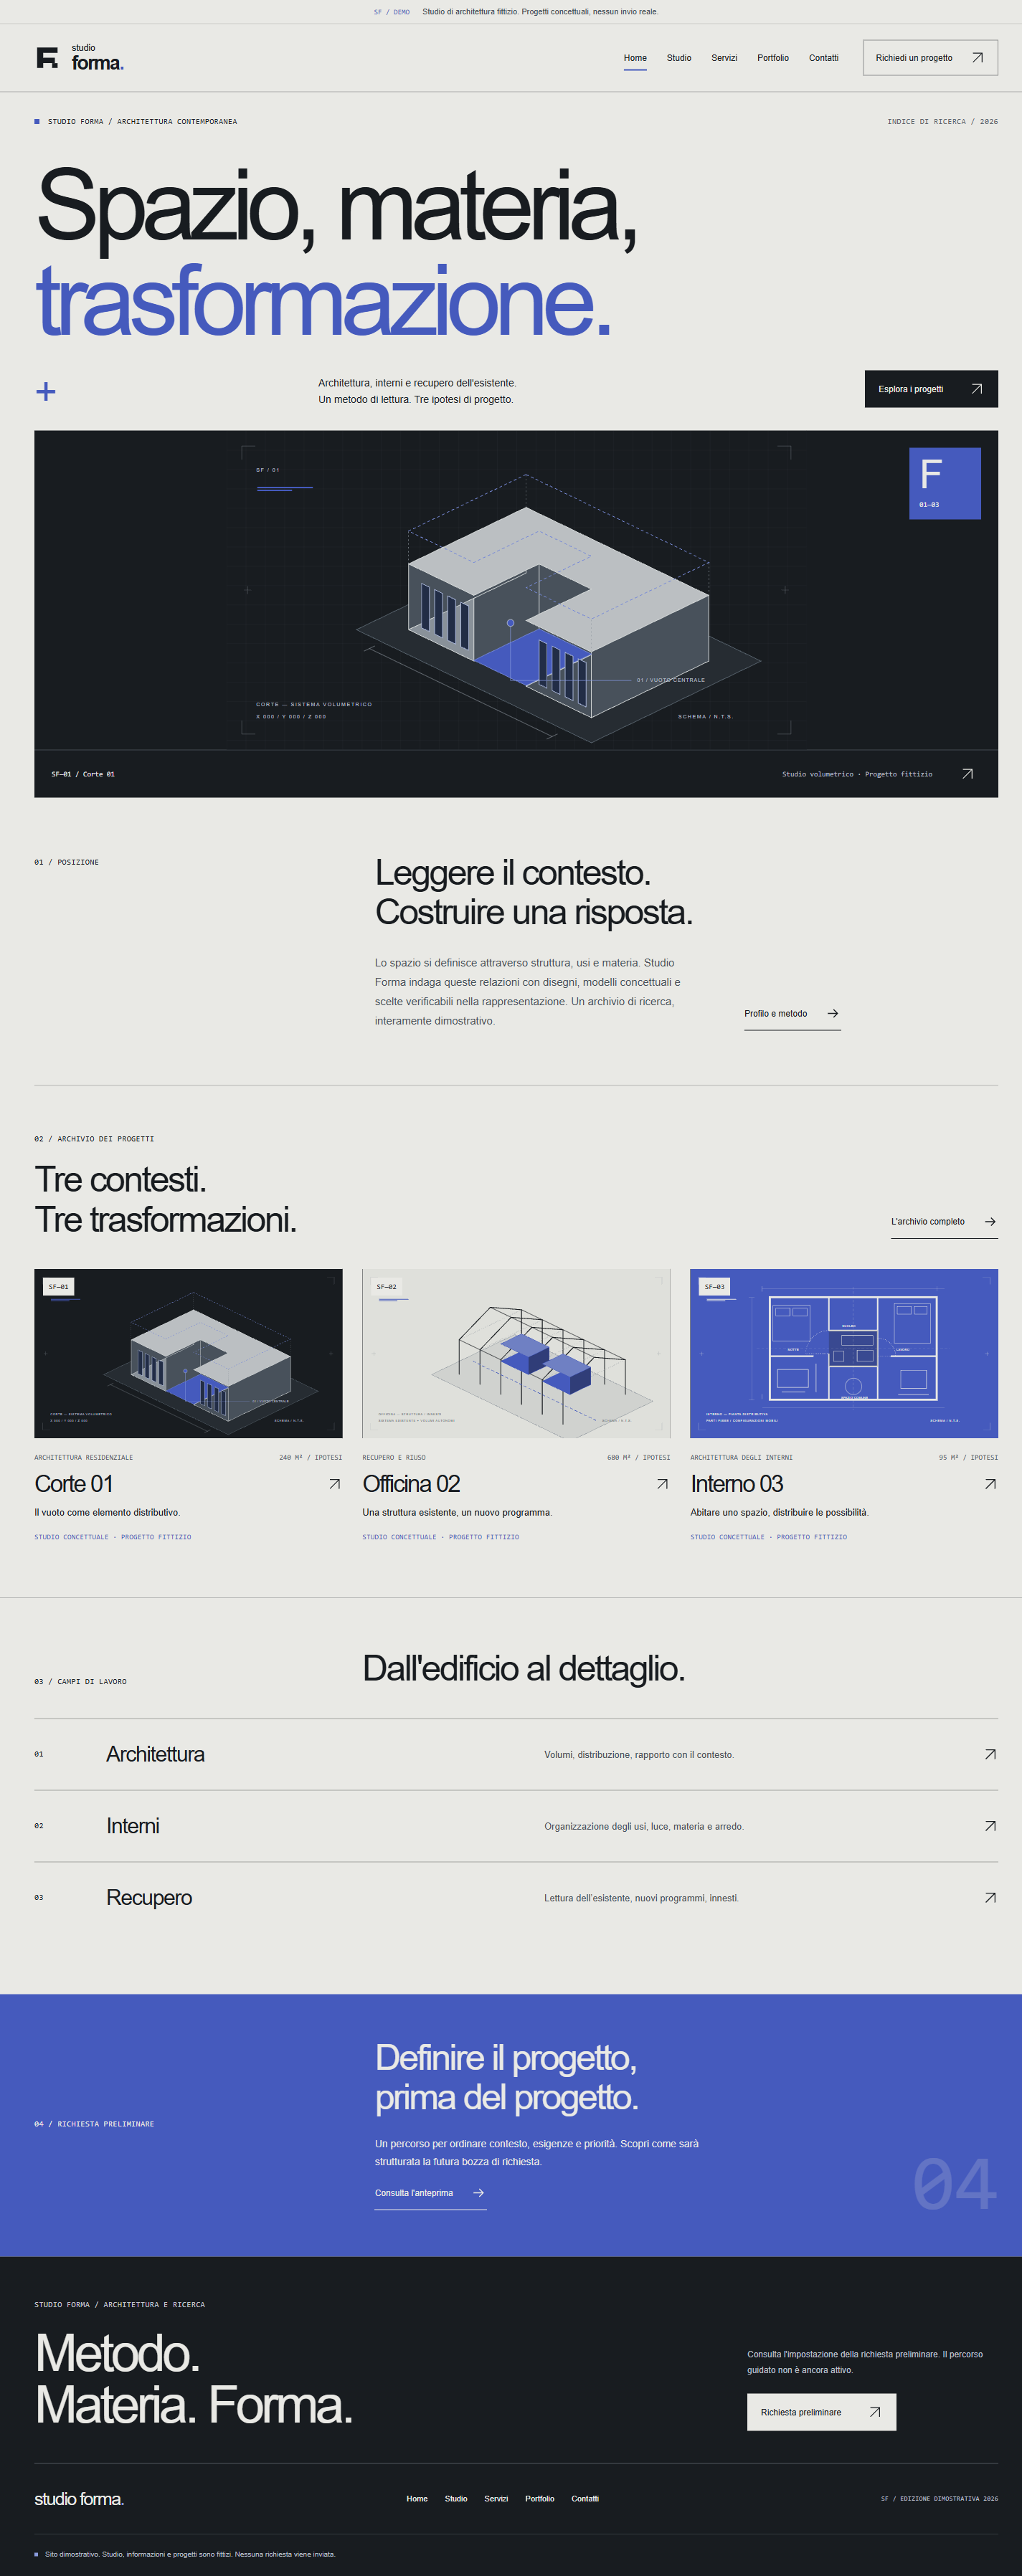 SF / DEMO Studio di architettura fittizio. Progetti concettuali, nessun invio reale.
studio
forma.
Home Studio Servizi Portfolio Contatti Richiedi un progetto
STUDIO FORMA / ARCHITETTURA CONTEMPORANEA
INDICE DI RICERCA / 2026
Spazio, materia,
trasformazione.
Architettura, interni e recupero dell'esistente.
Un metodo di lettura. Tre ipotesi di progetto.
Esplora i progetti
SF / 01
F
01—03
01 / VUOTO CENTRALE
CORTE — SISTEMA VOLUMETRICO
X 000 / Y 000 / Z 000
SCHEMA / N.T.S.
SF—01 / Corte 01
Studio volumetrico · Progetto fittizio
01 / POSIZIONE
Leggere il contesto.
Costruire una risposta.
Lo spazio si definisce attraverso struttura, usi e materia. Studio
Forma indaga queste relazioni con disegni, modelli concettuali e
scelte verificabili nella rappresentazione. Un archivio di ricerca,
interamente dimostrativo.
Profilo e metodo
02 / ARCHIVIO DEI PROGETTI
Tre contesti.
Tre trasformazioni.
L'archivio completo
SF—01
CORTE — SISTEMA VOLUMETRICO
X 000 / Y 000 / Z 000
SCHEMA / N.T.S.
ARCHITETTURA RESIDENZIALE 240 M² / IPOTESI
Corte 01
Il vuoto come elemento distributivo.
STUDIO CONCETTUALE · PROGETTO FITTIZIO
SF—02
RECUPERO E RIUSO 680 M² / IPOTESI
Officina 02
Una struttura esistente, un nuovo programma.
STUDIO CONCETTUALE · PROGETTO FITTIZIO
SF—03
INTERNO — PIANTA DISTRIBUTIVA
SCHEMA / N.T.S.
ARCHITETTURA DEGLI INTERNI 95 M² / IPOTESI
Interno 03
Abitare uno spazio, distribuire le possibilità.
STUDIO CONCETTUALE · PROGETTO FITTIZIO
03 / CAMPI DI LAVORO
Dall'edificio al dettaglio.
01 Architettura Volumi, distribuzione, rapporto con il contesto.
02 Interni Organizzazione degli usi, luce, materia e arredo.
03 Recupero Lettura dell'esistente, nuovi programmi, innesti.
04 / RICHIESTA PRELIMINARE
Definire il progetto,
prima del progetto.
Un percorso per ordinare contesto, esigenze e priorità. Scopri come sarà
strutturata la futura bozza di richiesta.
Consulta l'anteprima
04
STUDIO FORMA / ARCHITETTURA E RICERCA
Metodo.
Materia. Forma.
Consulta l'impostazione della richiesta preliminare. Il percorso
guidato non è ancora attivo.
Richiesta preliminare
studio forma.
Home Studio Servizi Portfolio Contatti
SF / EDIZIONE DIMOSTRATIVA 2026
Sito dimostrativo. Studio, informazioni e progetti sono fittizi. Nessuna richiesta viene inviata.